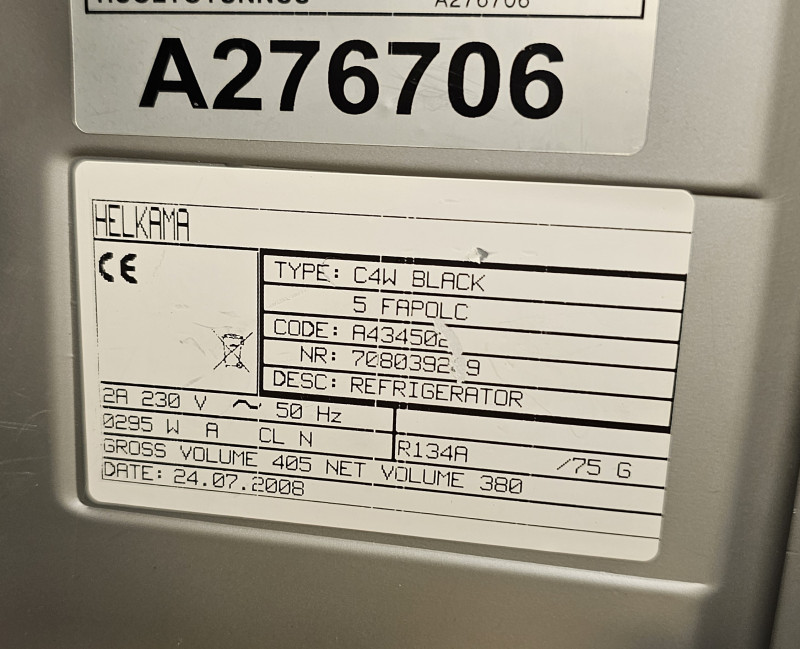 A276706
A276706
HELKAMA
CE
TYPE: C4W BLACK
5 FAPOLC
CODE:
NR:
DESC: REFRIGERATOR
2A 230 V ~ 50 Hz
0295 W A CL N
R134A /75 G
GROSS VOLUME 405 NET VOLUME 380
DATE: 24.07.2008